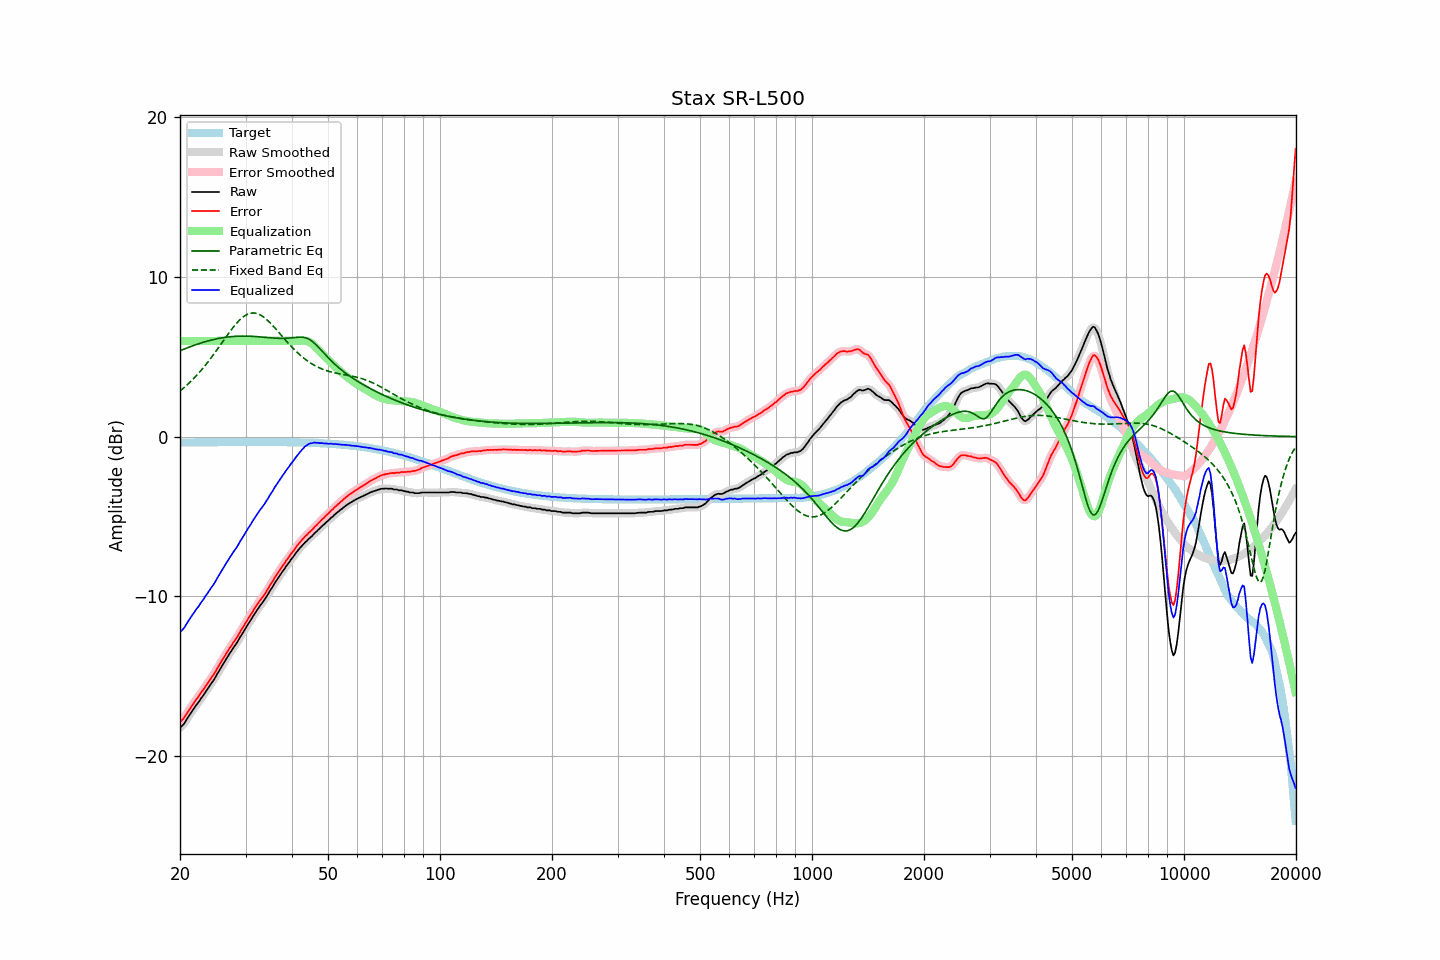 Stax SR-L500
20
10
0
−10
−20
Amplitude (dBr)
Target
Raw Smoothed
Error Smoothed
Raw
Error
Equalization
Parametric Eq
Fixed Band Eq
Equalized
20 50 100 200 500 1000 2000 5000 10000 20000
Frequency (Hz)